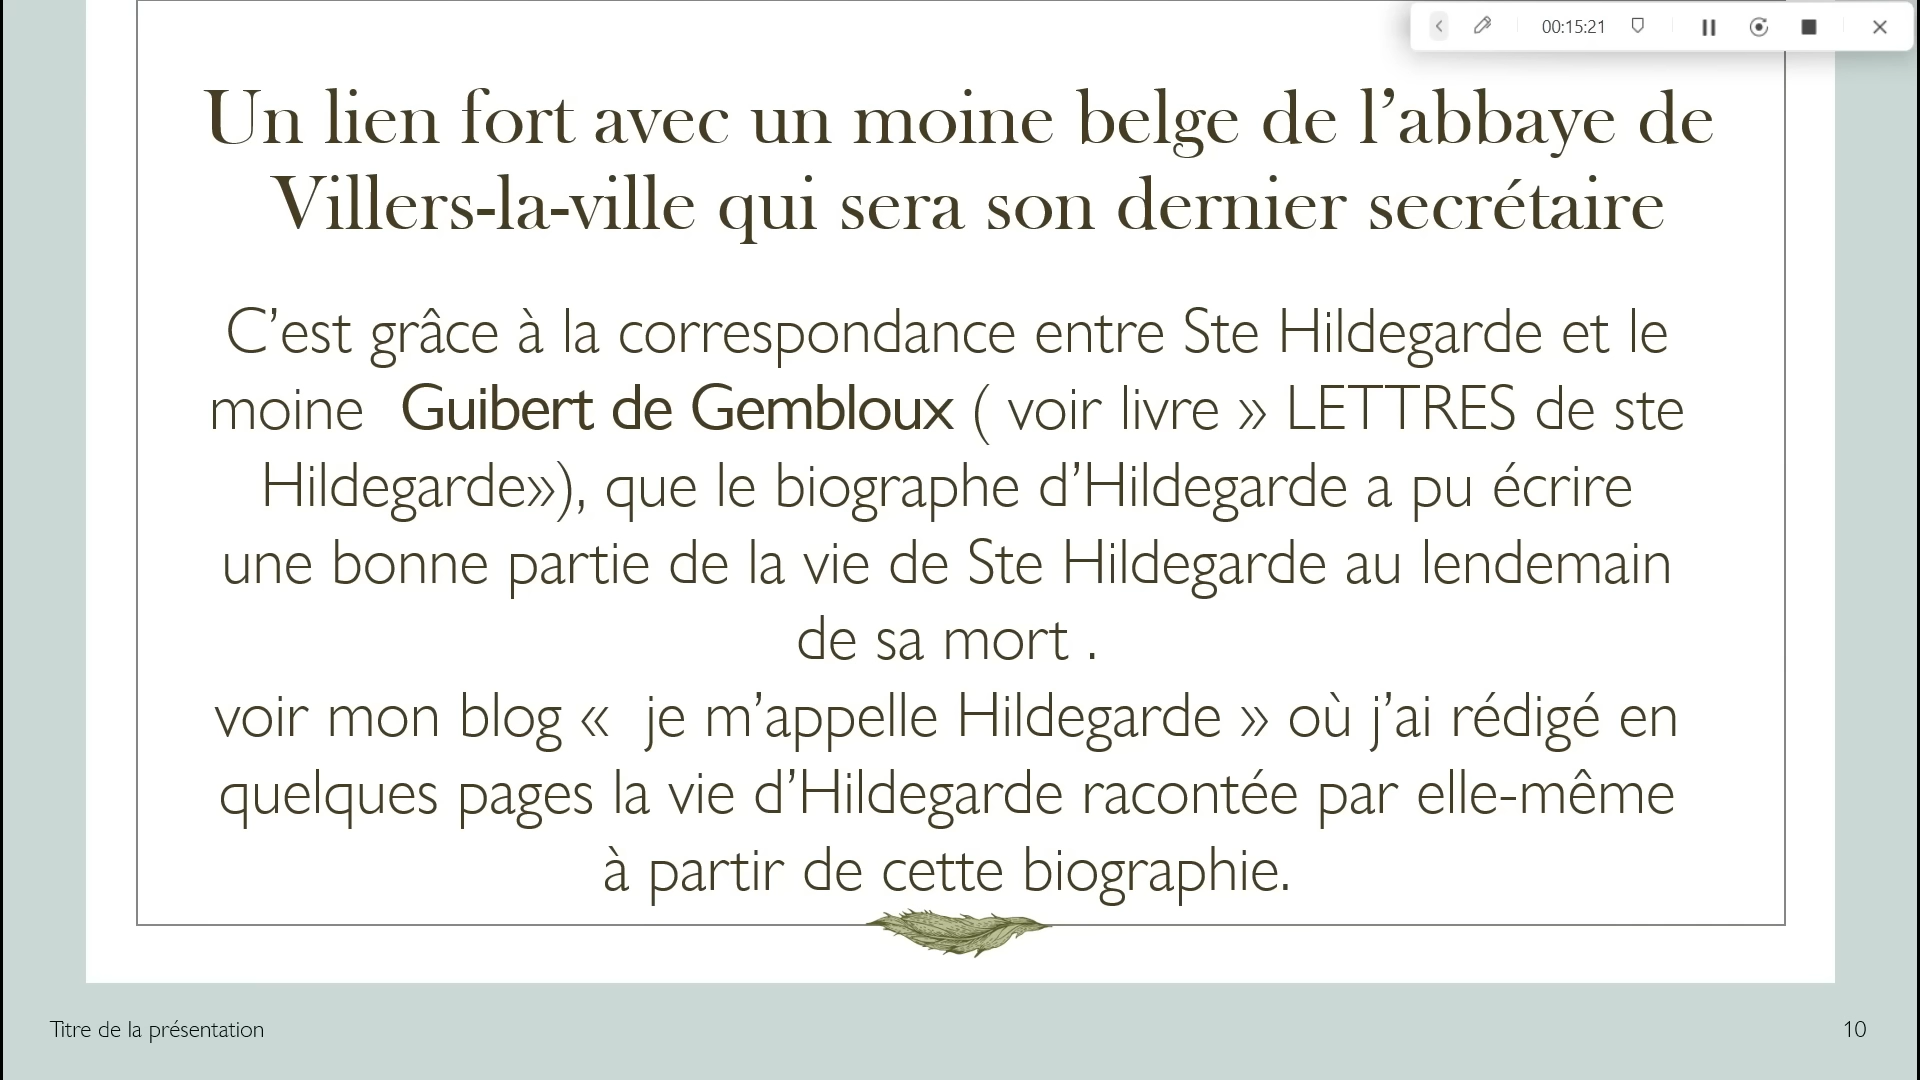 00:15:21
Un lien fort avec un moine belge de l’abbaye de
Villers-la-ville qui sera son dernier secrétaire
C’est grâce à la correspondance entre Ste Hildegarde et le
moine  Guibert de Gembloux ( voir livre » LETTRES de ste
Hildegarde»), que le biographe d’Hildegarde a pu écrire
une bonne partie de la vie de Ste Hildegarde au lendemain
de sa mort .
voir mon blog «  je m’appelle Hildegarde » où j’ai rédigé en
quelques pages la vie d’Hildegarde racontée par elle-même
à partir de cette biographie.
Titre de la présentation
10